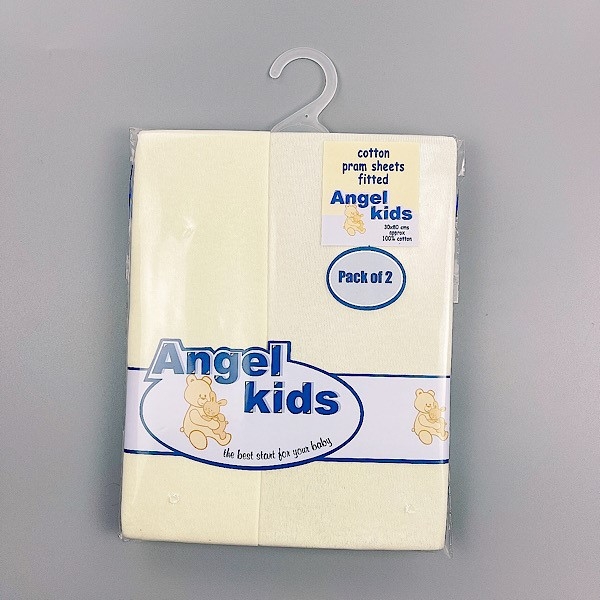 cotton
pram sheets
fitted
Angel
kids
30x80 cms
approx
100% cotton
Pack of 2
Angel
kids
the best start for your baby